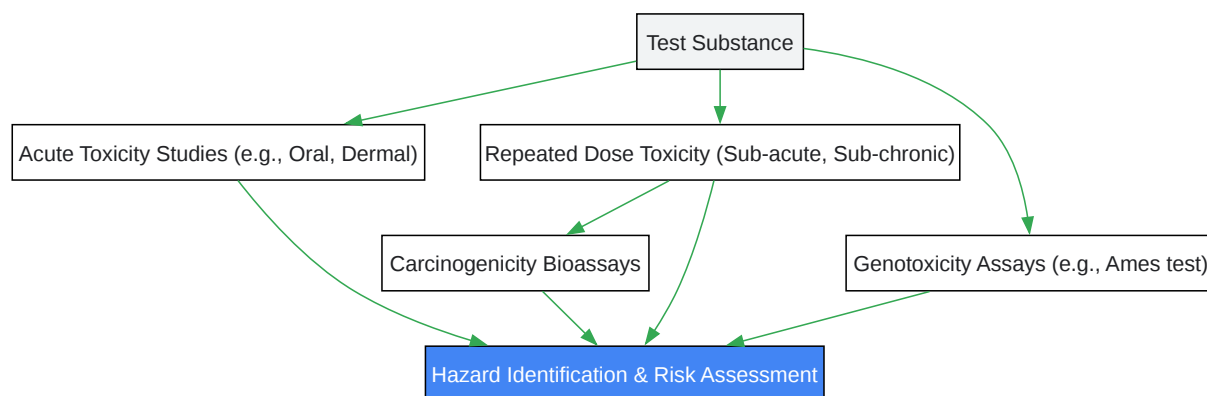 Test Substance
Acute Toxicity Studies (e.g., Oral, Dermal)
Repeated Dose Toxicity (Sub-acute, Sub-chronic)
Carcinogenicity Bioassays
Genotoxicity Assays (e.g., Ames test)
Hazard Identification & Risk Assessment